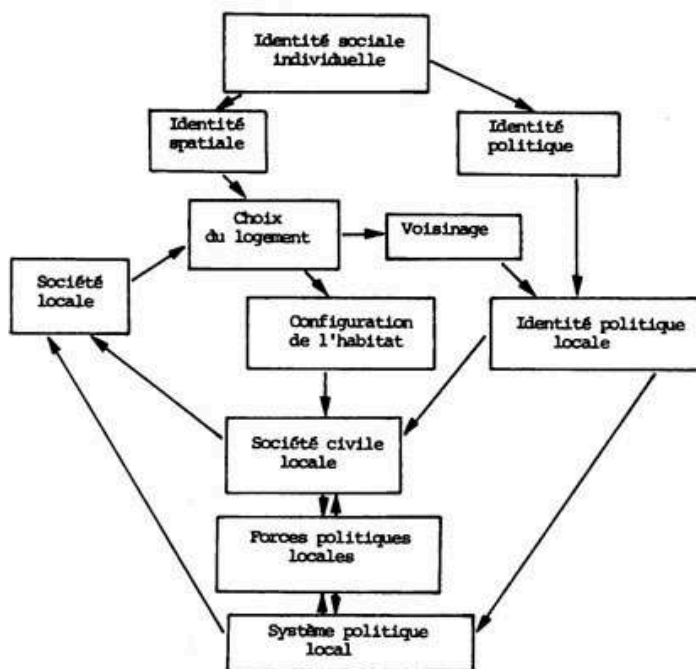 Identité sociale
individuelle
Identité
spatiale
Identité
politique
Choix
du logement
Voisinage
Société
locale
Configuration
de l'habitat
Identité politique
locale
Société civile
locale
Forces politiques
locales
Système politique
local